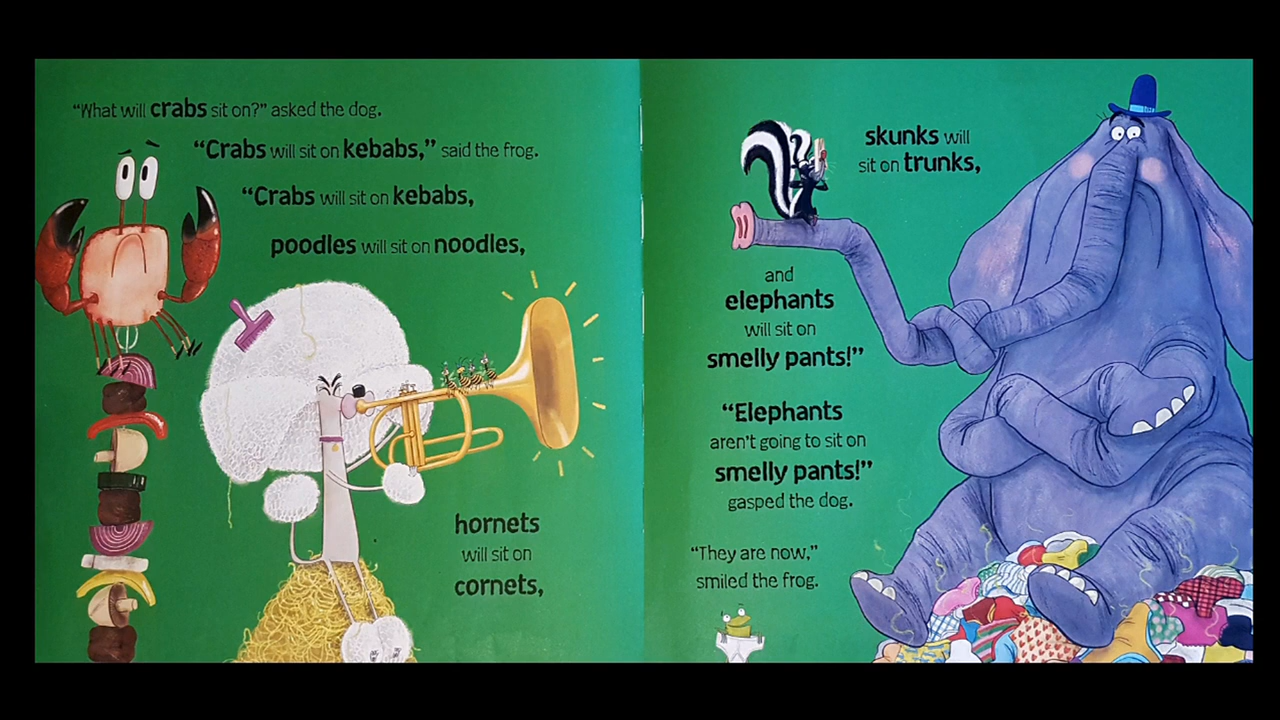 “What will crabs sit on?” asked the dog.
“Crabs will sit on kebabs,” said the frog.
“Crabs will sit on kebabs,
poodles will sit on noodles,
hornets
will sit on
cornets,
skunks will
sit on trunks,
and
elephants
will sit on
smelly pants!”
“Elephants
aren’t going to sit on
smelly pants!”
gasped the dog.
“They are now,”
smiled the frog.